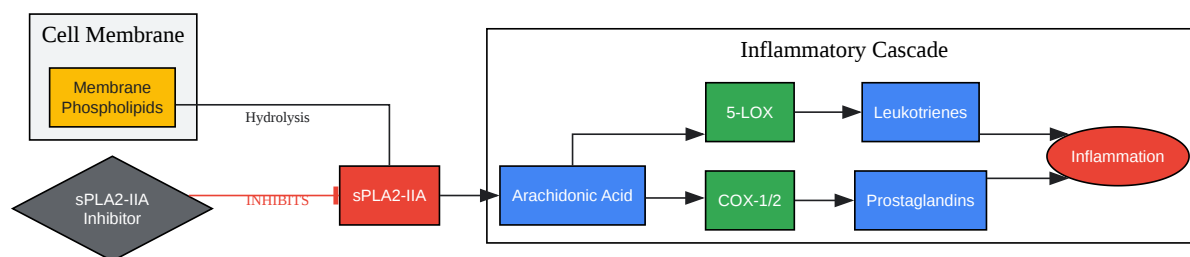 Cell Membrane
Membrane
Phospholipids
Hydrolysis
sPLA2-IIA
Inhibitor
INHIBITS
sPLA2-IIA
Inflammatory Cascade
Arachidonic Acid
5-LOX
Leukotrienes
COX-1/2
Prostaglandins
Inflammation